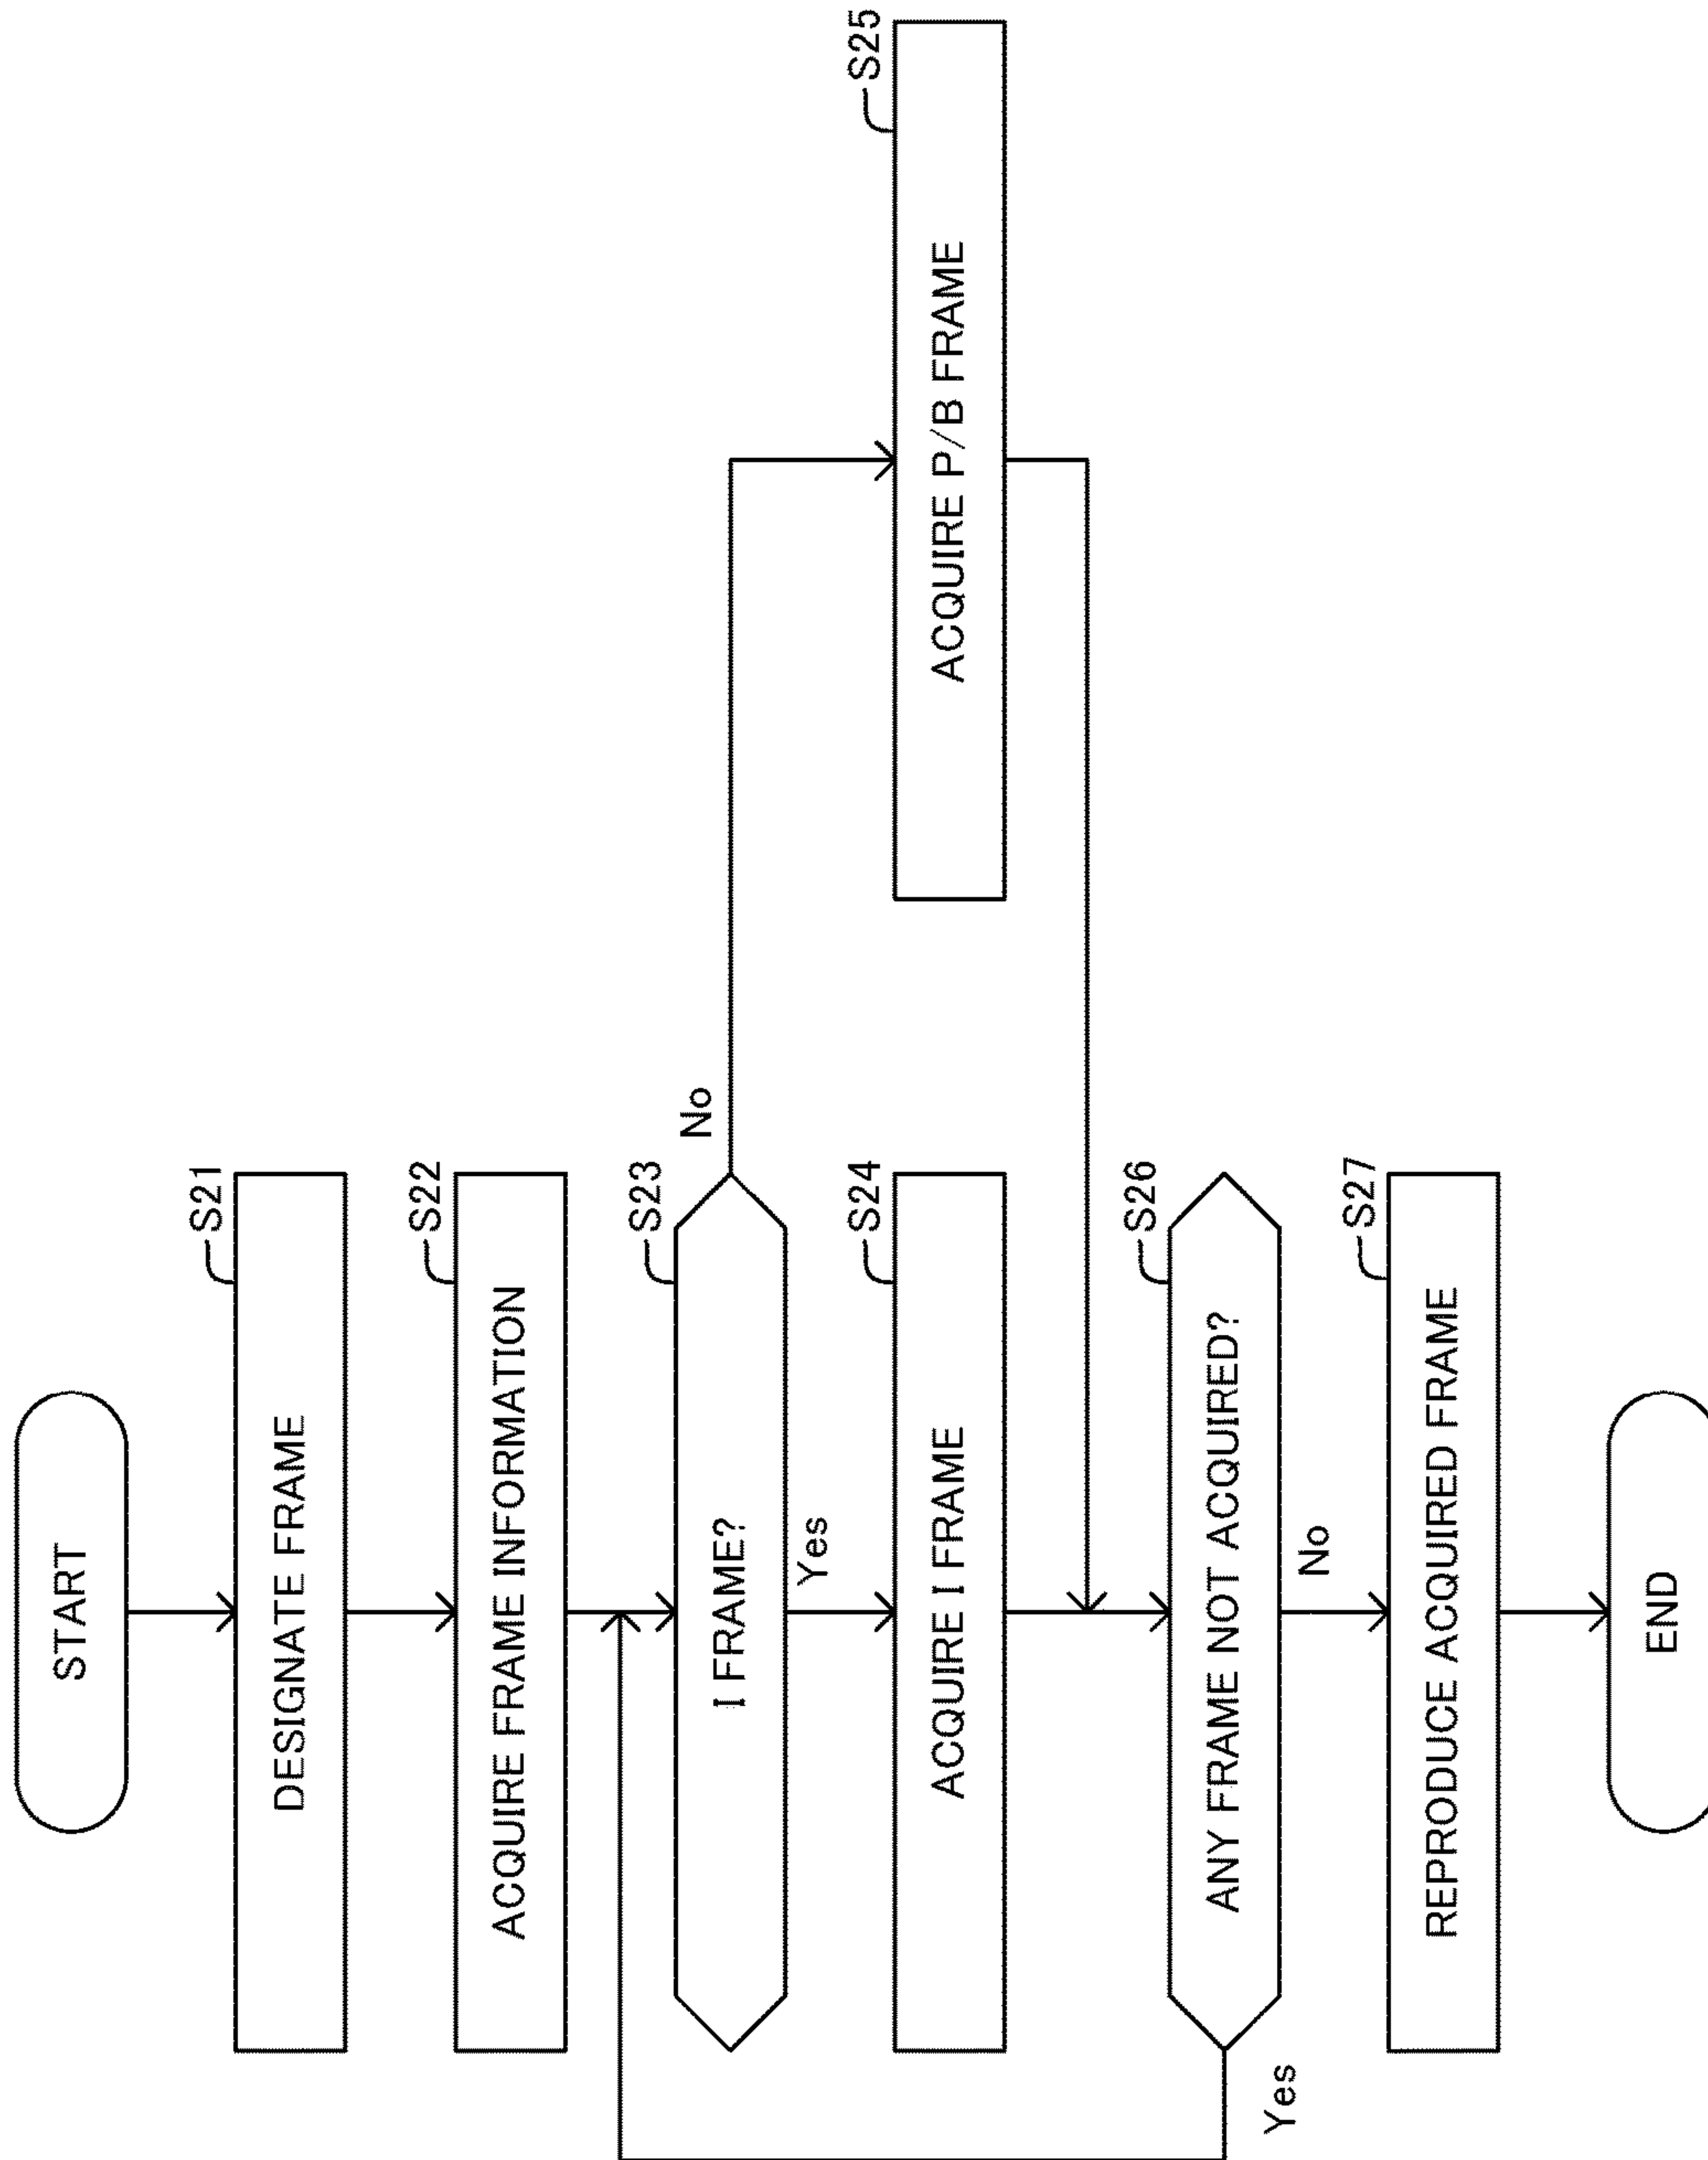 START
S21
DESIGNATE FRAME
S22
ACQUIRE FRAME INFORMATION
S23
I FRAME?
No
Yes
S24
ACQUIRE I FRAME
S25
ACQUIRE P/B FRAME
S26
ANY FRAME NOT ACQUIRED?
Yes
No
S27
REPRODUCE ACQUIRED FRAME
END